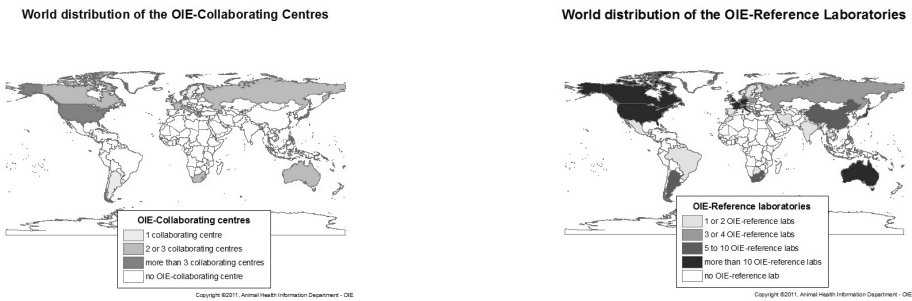 World distribution of the OIE-Collaborating Centres
OIE-Collaborating centres
1 collaborating centre
2 or 3 collaborating centres
more than 3 collaborating centres
no OIE-collaborating centre
Copyright ©2011, Animal Health Information Department - OIE
World distribution of the OIE-Reference Laboratories
OIE-Reference laboratories
1 or 2 OIE-reference labs
3 or 4 OIE-reference labs
5 to 10 OIE-reference labs
more than 10 OIE-reference labs
no OIE-reference lab
Copyright ©2011, Animal Health Information Department - OIE